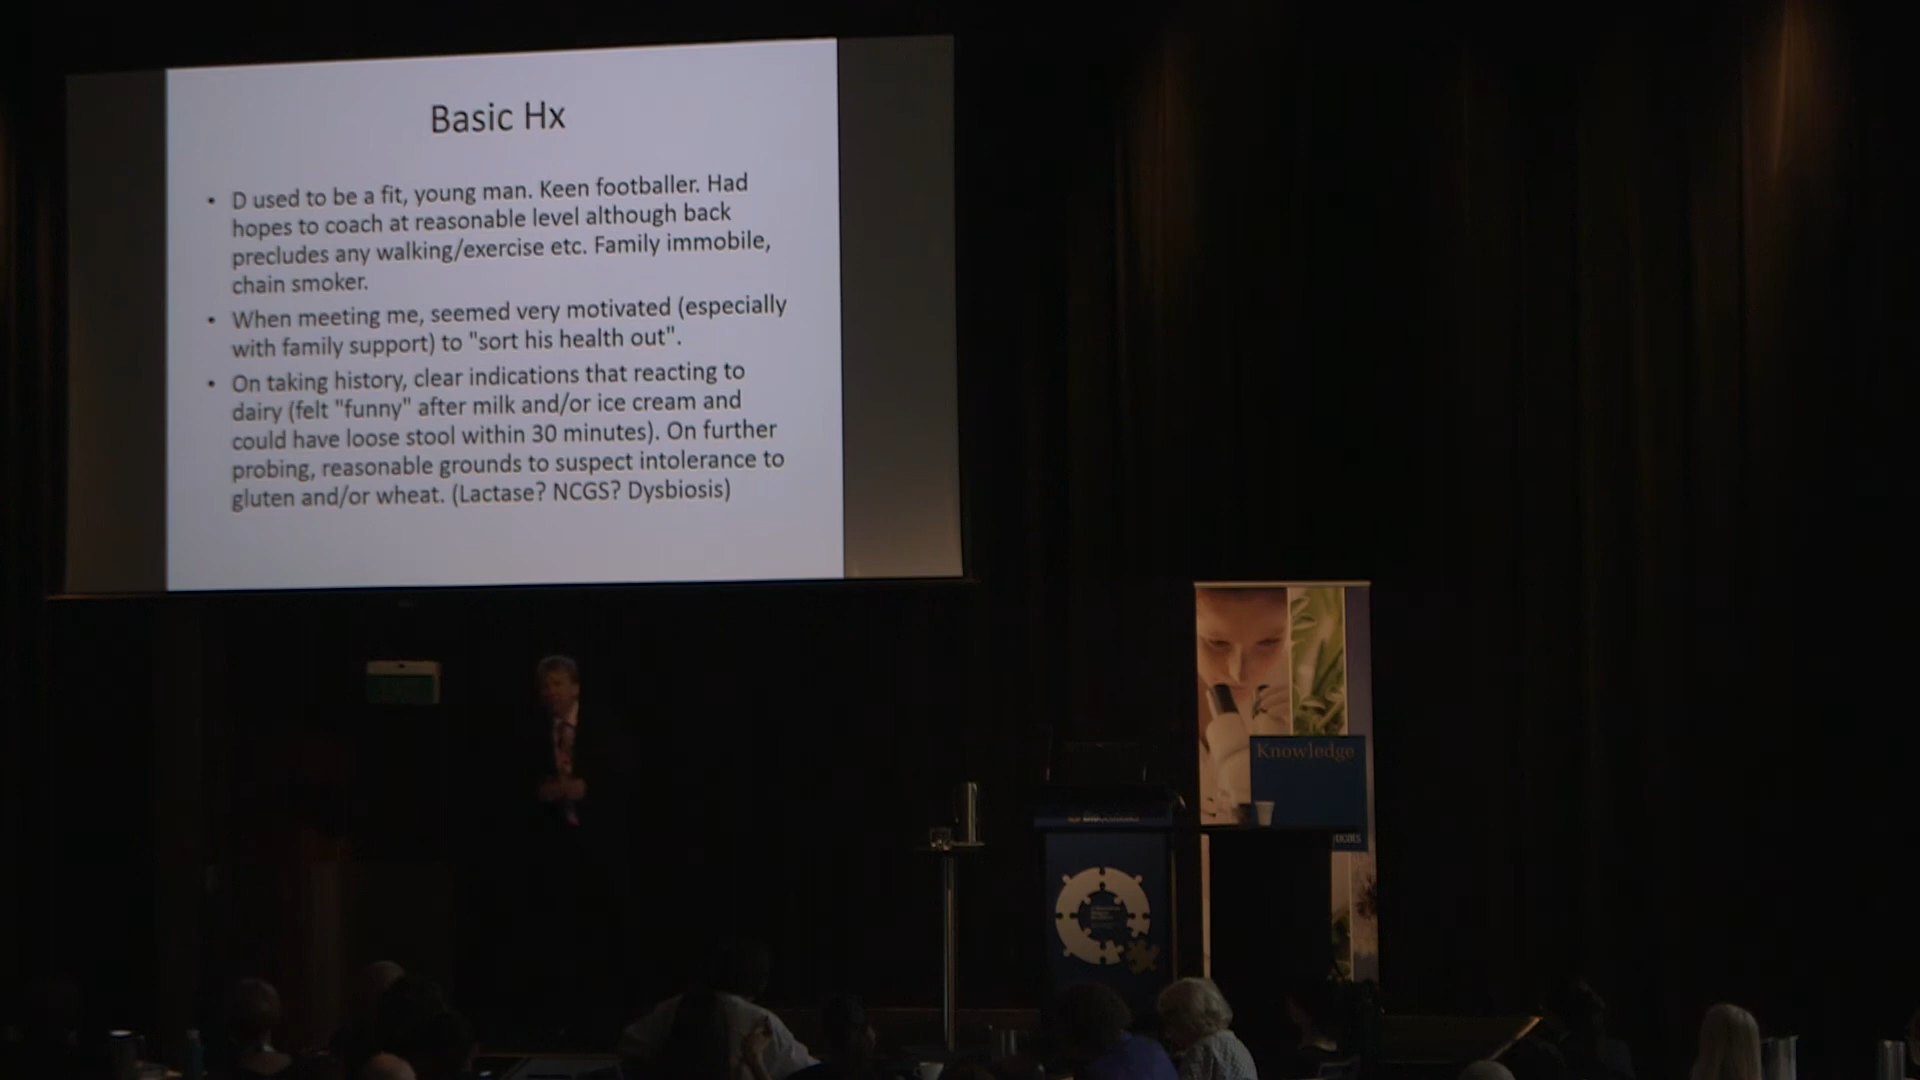 Basic Hx
• D used to be a fit, young man. Keen footballer. Had
hopes to coach at reasonable level although back
precludes any walking/exercise etc. Family immobile,
chain smoker.
• When meeting me, seemed very motivated (especially
with family support) to "sort his health out".
• On taking history, clear indications that reacting to
dairy (felt "funny" after milk and/or ice cream and
could have loose stool within 30 minutes). On further
probing, reasonable grounds to suspect intolerance to
gluten and/or wheat. (Lactase? NCGS? Dysbiosis)
Knowledge